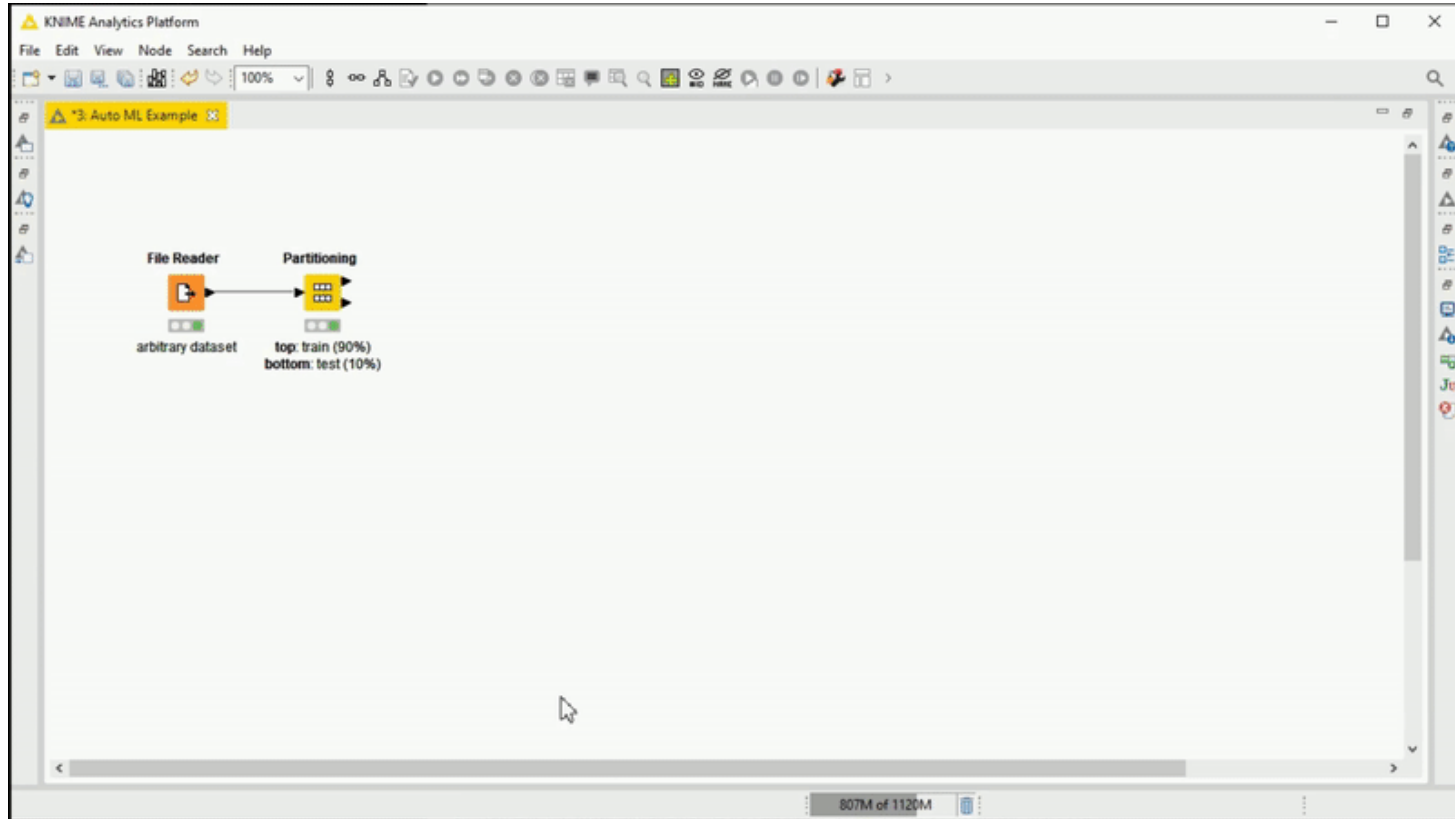 KNIME Analytics Platform
File Edit View Node Search Help
100%
*3: Auto ML Example
File Reader
Partitioning
arbitrary dataset
top: train (90%)
bottom: test (10%)
807M of 1120M